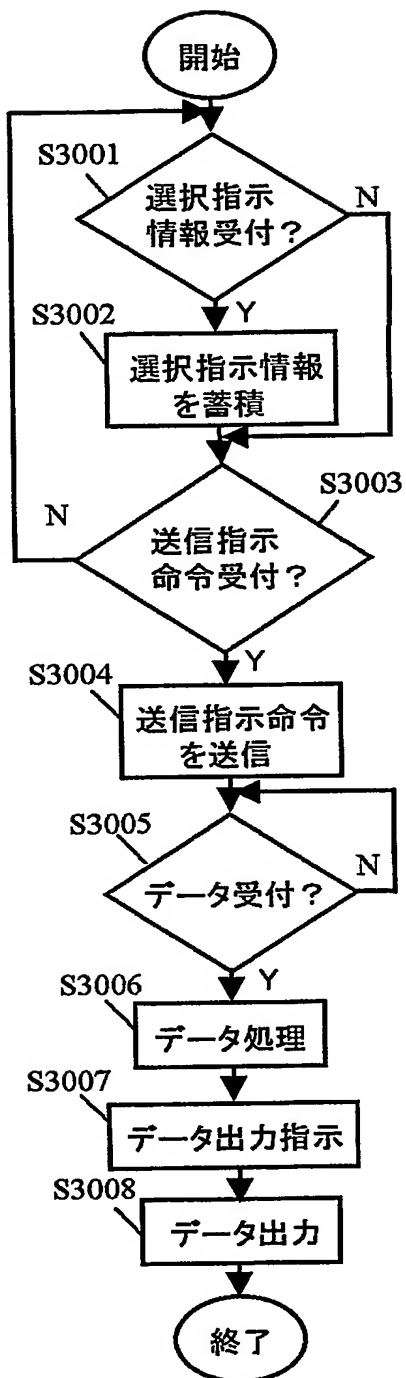 開始
S3001
選択指示
情報受付？
N
Y
S3002
選択指示情報
を蓄積
S3003
N
送信指示
命令受付？
Y
S3004
送信指示命令
を送信
S3005
データ受付？
N
Y
S3006
データ処理
S3007
データ出力指示
S3008
データ出力
終了